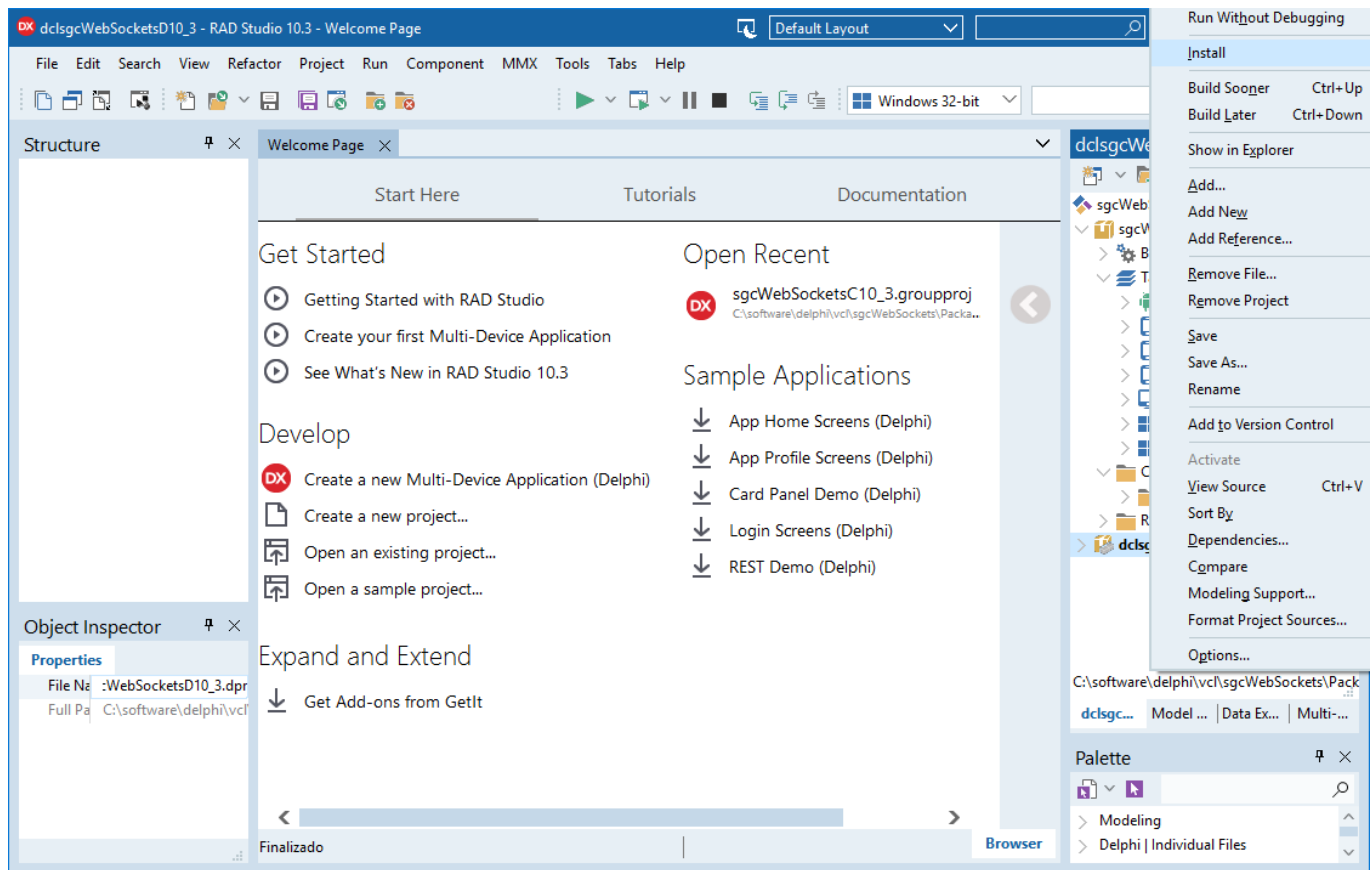 dclsgcWebSocketsD10_3 - RAD Studio 10.3 - Welcome Page
Default Layout
File Edit Search View Refactor Project Run Component MMX Tools Tabs Help
Windows 32-bit
Structure
Welcome Page
Start Here Tutorials Documentation
Get Started
Getting Started with RAD Studio
Create your first Multi-Device Application
See What's New in RAD Studio 10.3
Develop
Create a new Multi-Device Application (Delphi)
Create a new project...
Open an existing project...
Open a sample project...
Expand and Extend
Get Add-ons from GetIt
Open Recent
sgcWebSocketsC10_3.groupproj
C:\software\delphi\vcl\sgcWebSockets\Packa..
Sample Applications
App Home Screens (Delphi)
App Profile Screens (Delphi)
Card Panel Demo (Delphi)
Login Screens (Delphi)
REST Demo (Delphi)
Finalizado
Browser
Object Inspector
Properties
File Na :WebSocketsD10_3.dpr
Full Pa C:\software\delphi\vcl
dclsgcWe
sgcWeb
sgcW
B
T
C
R
dclsg
Run Without Debugging
Install
Build Sooner Ctrl+Up
Build Later Ctrl+Down
Show in Explorer
Add...
Add New
Add Reference...
Remove File...
Remove Project
Save
Save As...
Rename
Add to Version Control
Activate
View Source Ctrl+V
Sort By
Dependencies...
Compare
Modeling Support...
Format Project Sources...
Options...
C:\software\delphi\vcl\sgcWebSockets\Pack
dclsgc... Model ... Data Ex... Multi-...
Palette
Modeling
Delphi | Individual Files